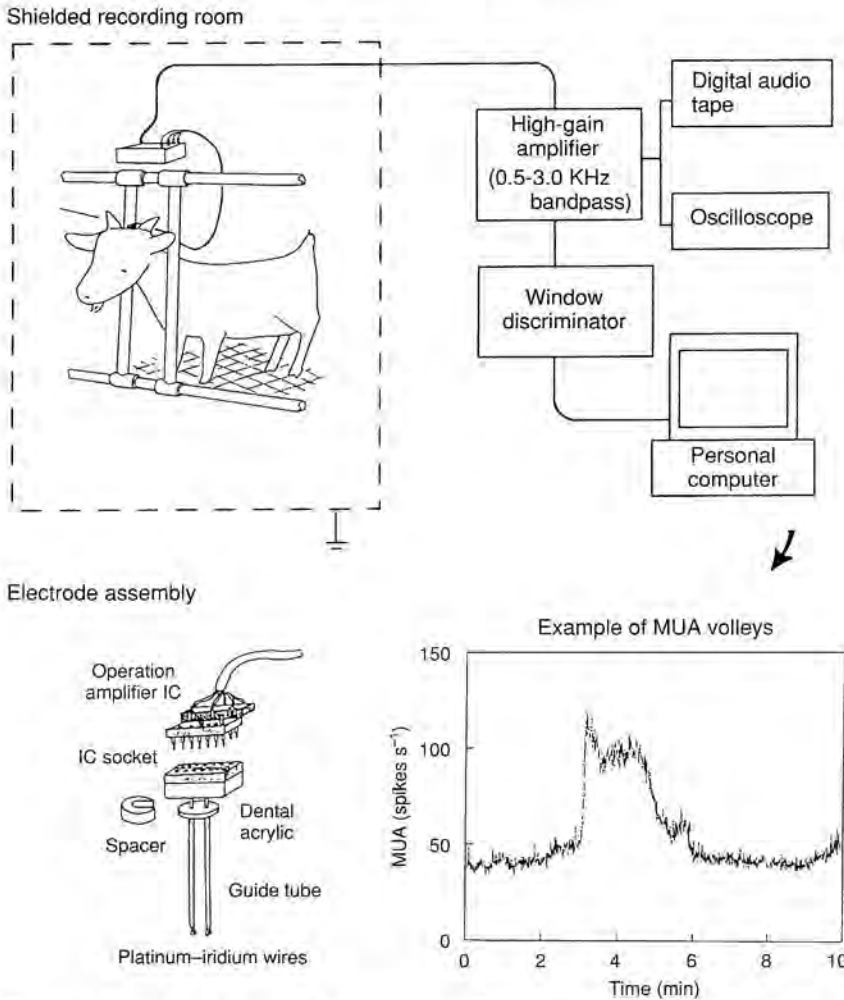 Shielded recording room
High-gain
amplifier
(0.5-3.0 KHz
bandpass)
Digital audio
tape
Oscilloscope
Window
discriminator
Personal
computer
Electrode assembly
Operation
amplifier IC
IC socket
Spacer
Dental
acrylic
Guide tube
Platinum–iridium wires
Example of MUA volleys
MUA (spikes s⁻¹)
150
100
50
0
0 2 4 6 8 10
Time (min)